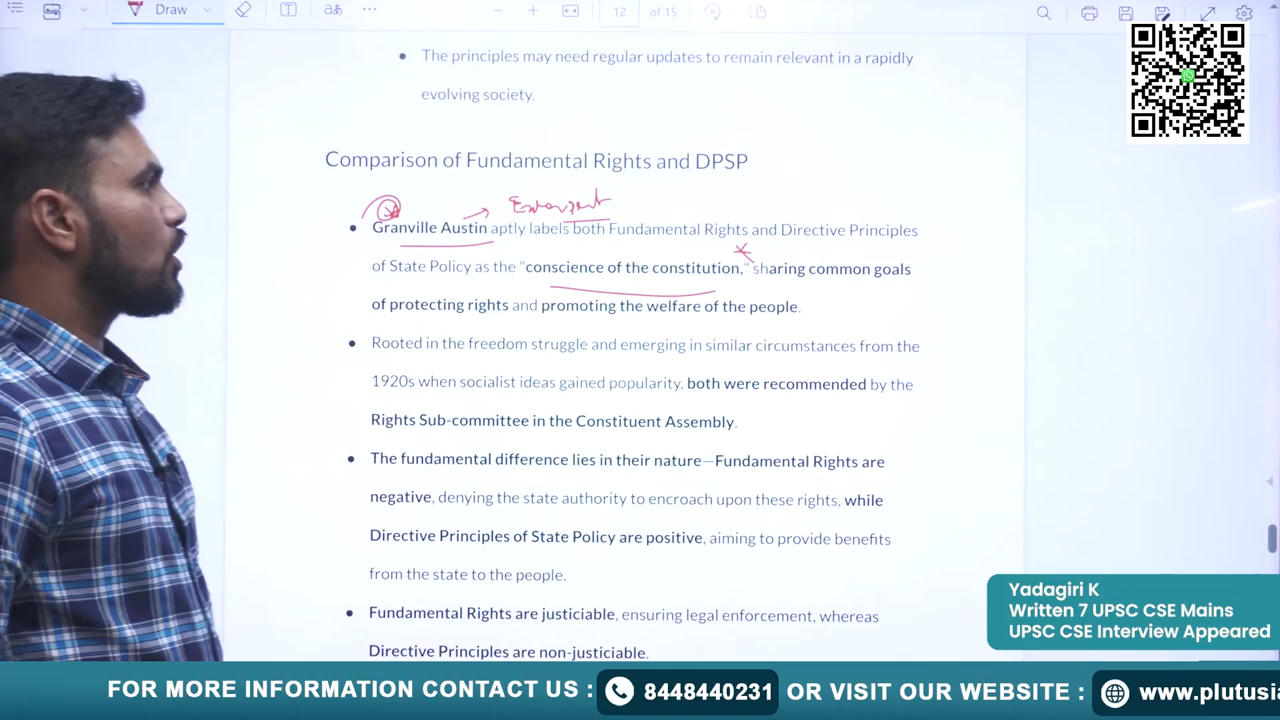 Draw
12 of 15
The principles may need regular updates to remain relevant in a rapidly
evolving society.
Comparison of Fundamental Rights and DPSP
Granville Austin aptly labels both Fundamental Rights and Directive Principles
of State Policy as the "conscience of the constitution," sharing common goals
of protecting rights and promoting the welfare of the people.
Rooted in the freedom struggle and emerging in similar circumstances from the
1920s when socialist ideas gained popularity, both were recommended by the
Rights Sub-committee in the Constituent Assembly.
The fundamental difference lies in their nature—Fundamental Rights are
negative, denying the state authority to encroach upon these rights, while
Directive Principles of State Policy are positive, aiming to provide benefits
from the state to the people.
Fundamental Rights are justiciable, ensuring legal enforcement, whereas
Directive Principles are non-justiciable.
Yadagiri K
Written 7 UPSC CSE Mains
UPSC CSE Interview Appeared
FOR MORE INFORMATION CONTACT US : 8448440231 OR VISIT OUR WEBSITE : www.plutusia